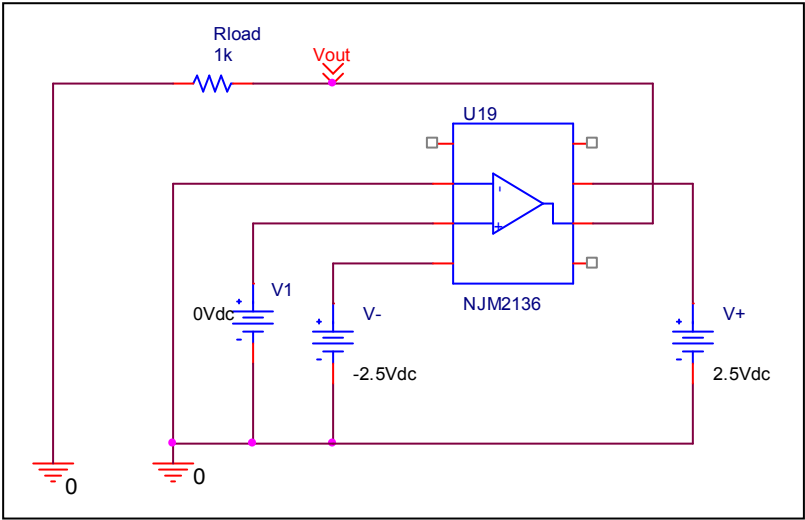 Rload
1k
Vout
U19
-
+
NJM2136
+
V1
0Vdc
-
+
V-
-
-2.5Vdc
+
V+
-
2.5Vdc
0
0